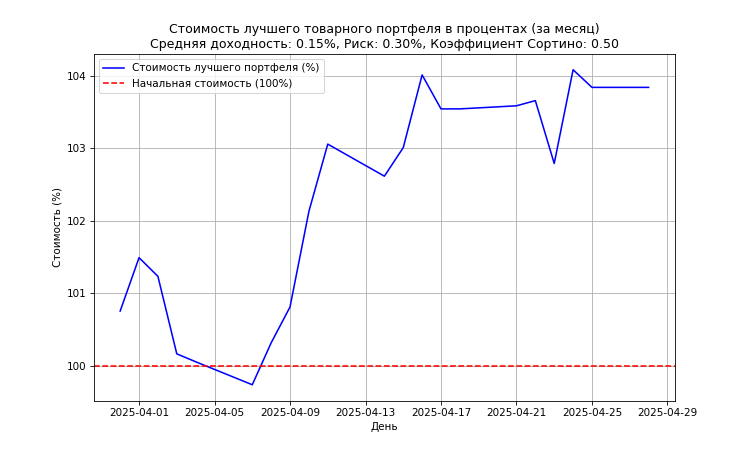 Стоимость лучшего товарного портфеля в процентах (за месяц)
Средняя доходность: 0.15%, Риск: 0.30%, Коэффициент Сортино: 0.50
Стоимость лучшего портфеля (%)
Начальная стоимость (100%)
Стоимость (%)
104
103
102
101
100
2025-04-01 2025-04-05 2025-04-09 2025-04-13 2025-04-17 2025-04-21 2025-04-25 2025-04-29
День